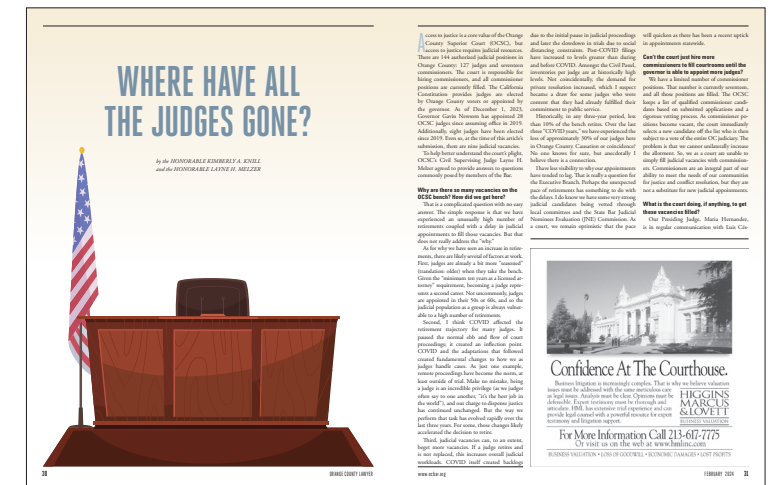 WHERE HAVE ALL
THE JUDGES GONE?
by the HONORABLE KIMBERLY A. KNILL
and the HONORABLE LAYNE H. MELZER
30
ORANGE COUNTY LAWYER
Access to justice is a core value of the Orange
County Superior Court (OCSC), but
access to justice requires judicial resources.
There are 144 authorized judicial positions in
Orange County: 127 judges and seventeen
commissioners. The court is responsible for
hiring commissioners, and all commissioner
positions are currently filled. The California
Constitution provides judges are elected
by Orange County voters or appointed by
the governor. As of December 1, 2023,
Governor Gavin Newsom has appointed 28
OCSC judges since assuming office in 2019.
Additionally, eight judges have been elected
since 2019. Even so, at the time of this article's
submission, there are nine judicial vacancies.
To help better understand the court's plight,
OCSC's Civil Supervising Judge Layne H.
Melzer agreed to provide answers to questions
commonly posed by members of the Bar.
Why are there so many vacancies on the
OCSC bench? How did we get here?
That is a complicated question with no easy
answer. The simple response is that we have
experienced an unusually high number of
retirements coupled with a delay in judicial
appointments to fill those vacancies. But that
does not really address the "why."
As for why we have seen an increase in retire-
ments, there are likely several factors at work.
First, judges are already a bit more "seasoned"
(translation: older) when they take the bench.
Given the "minimum ten years as a licensed at-
torney" requirement, becoming a judge repre-
sents a second career. Not uncommonly, judges
are appointed in their 50s or 60s, and so the
judicial population as a group is always vulner-
able to a high number of retirements.
Second, I think COVID affected the
retirement trajectory for many judges. It
paused the normal ebb and flow of court
proceedings; it created an inflection point.
COVID and the adaptations that followed
created fundamental changes to how we as
judges handle cases. As just one example,
remote proceedings have become the norm, at
least outside of trial. Make no mistake, being
a judge is an incredible privilege (as we judges
often say to one another, "it's the best job in
the world"), and our charge to dispense justice
has continued unchanged. But the way we
perform that task has evolved rapidly over the
last three years. For some, those changes likely
accelerated the decision to retire.
Third, judicial vacancies can, to an extent,
beget more vacancies. If a judge retires and
is not replaced, this increases overall judicial
workloads. COVID itself created backlogs
due to the initial pause in judicial proceedings
and later the slowdown in trials due to social
distancing constraints. Post-COVID filings
have increased to levels greater than during
and before COVID. Amongst the Civil Panel,
inventories per judge are at historically high
levels. Not coincidentally, the demand for
private resolution increased, which I suspect
became a draw for some judges who were
content that they had already fulfilled their
commitment to public service.
Historically, in any three-year period, less
than 10% of the bench retires. Over the last
three "COVID years," we have experienced the
loss of approximately 30% of our judges here
in Orange County. Causation or coincidence?
No one knows for sure, but anecdotally I
believe there is a connection.
I have less visibility to why our appointments
have tended to lag. That is really a question for
the Executive Branch. Perhaps the unexpected
pace of retirements has something to do with
the delays. I do know we have some very strong
judicial candidates being vetted through
local committees and the State Bar Judicial
Nominees Evaluation (JNE) Commission. As
a court, we remain optimistic that the pace
will quicken as there has been a recent uptick
in appointments statewide.
Can't the court just hire more
commissioners to fill courtrooms until the
governor is able to appoint more judges?
We have a limited number of commissioner
positions. That number is currently seventeen,
and all those positions are filled. The OCSC
keeps a list of qualified commissioner candi-
dates based on submitted applications and a
rigorous vetting process. As commissioner po-
sitions become vacant, the court immediately
selects a new candidate off the list who is then
subject to a vote of the entire OC judiciary. The
problem is that we cannot unilaterally increase
the allotment. So, we as a court are unable to
simply fill judicial vacancies with commission-
ers. Commissioners are an integral part of our
ability to meet the needs of our communities
for justice and conflict resolution, but they are
not a substitute for new judicial appointments.
What is the court doing, if anything, to get
these vacancies filled?
Our Presiding Judge, Maria Hernandez,
is in regular communication with Luis Cés-
Confidence At The Courthouse.
Business litigation is increasingly complex. That is why we believe valuation
issues must be addressed with the same meticulous care
as legal issues. Analysis must be clear. Opinions must be
defensible. Expert testimony must be thorough and
articulate. HML has extensive trial experience and can
provide legal counsel with a powerful resource for expert
testimony and litigation support.
HIGGINS
MARCUS
& LOVETT
BUSINESS VALUATION
For More Information Call 213-617-7775
Or visit us on the web at www.hmlinc.com
BUSINESS VALUATION • LOSS OF GOODWILL • ECONOMIC DAMAGES • LOST PROFITS
www.ocbar.org
FEBRUARY 2024
31